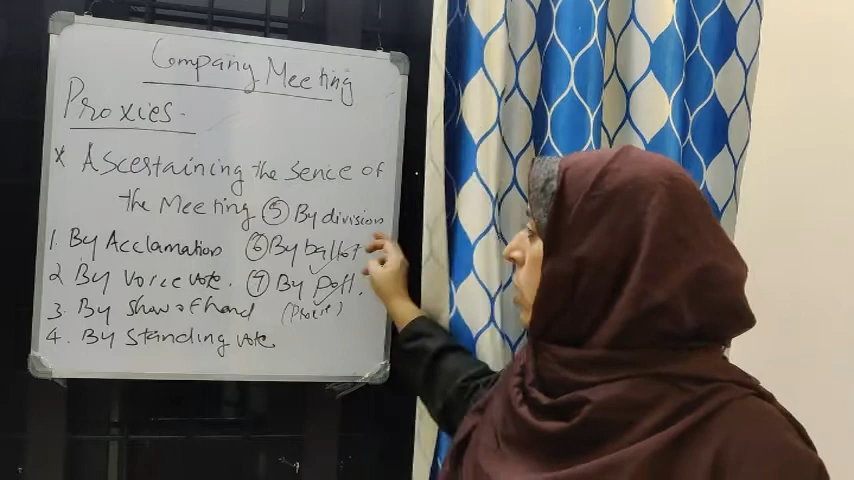 Company Meeting
Proxies.
x Ascertaining the sence of
the Meeting ⑤ By division
1. By Acclamation ⑥ By ballot
2 By Voice vote. ⑦ By Poll.
3. By Show of hand (Proxie)
4. By Standing vote